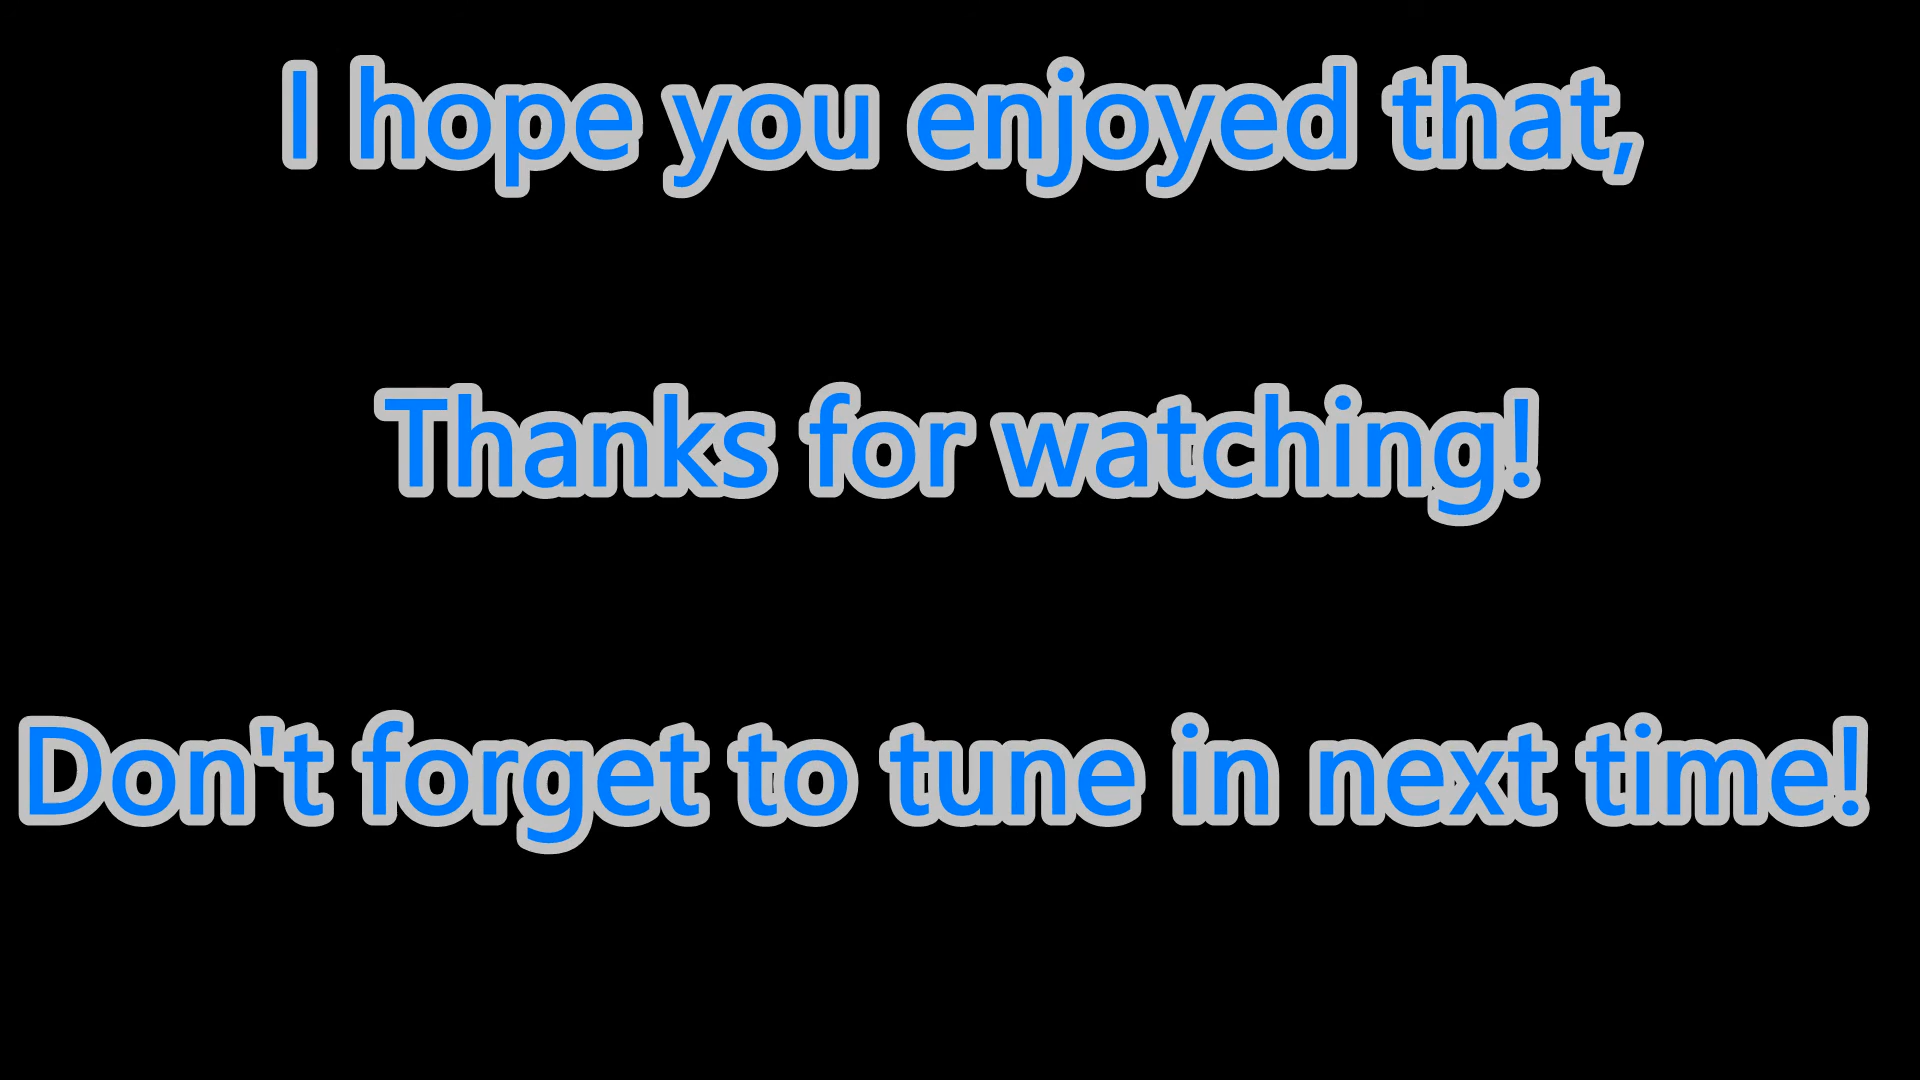 I hope you enjoyed that,
Thanks for watching!
Don't forget to tune in next time!